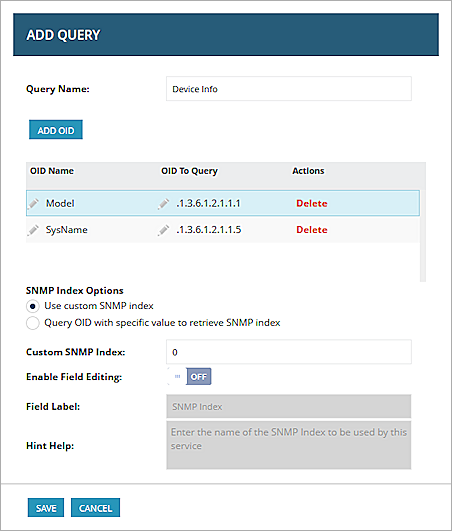 ADD QUERY
Query Name: Device Info
ADD OID
OID Name OID To Query Actions
Model .1.3.6.1.2.1.1.1 Delete
SysName .1.3.6.1.2.1.1.5 Delete
SNMP Index Options
Use custom SNMP index
Query OID with specific value to retrieve SNMP index
Custom SNMP Index: 0
Enable Field Editing: OFF
Field Label: SNMP Index
Hint Help: Enter the name of the SNMP Index to be used by this
service
SAVE CANCEL